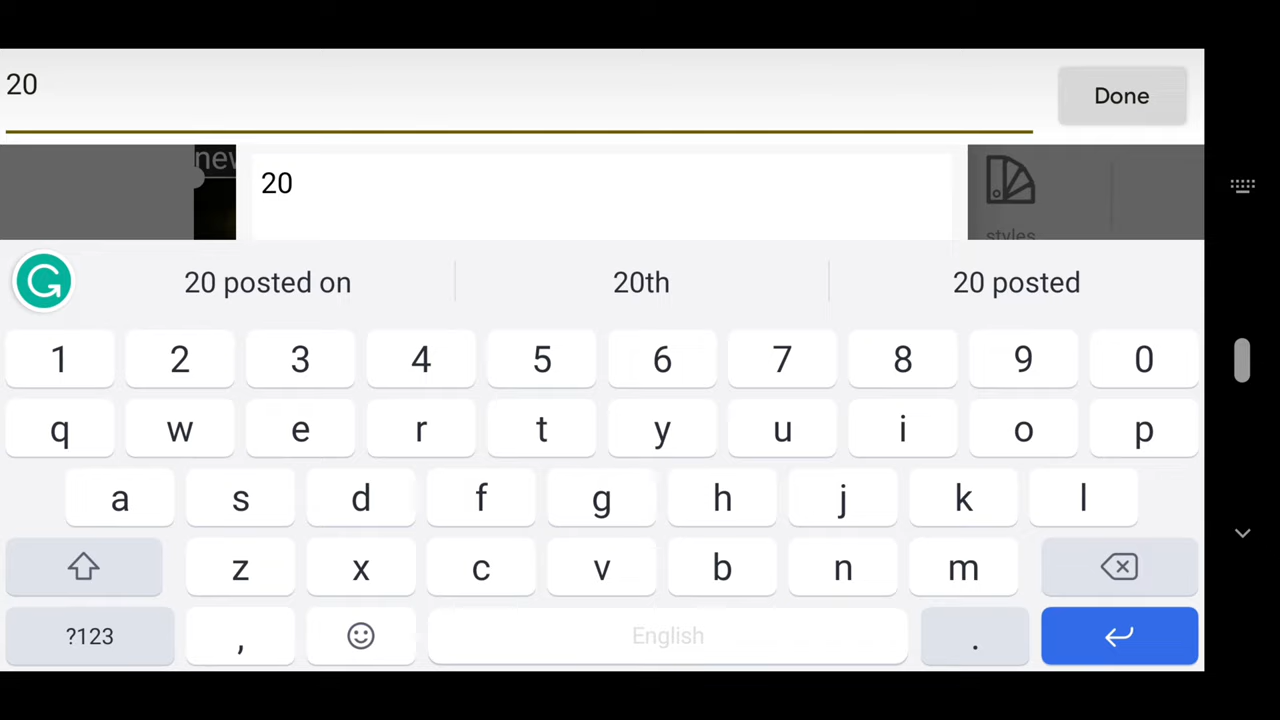 20
Done
new
20
styles
20 posted on 20th 20 posted
1 2 3 4 5 6 7 8 9 0
q w e r t y u i o p
a s d f g h j k l
z x c v b n m
?123 , English .